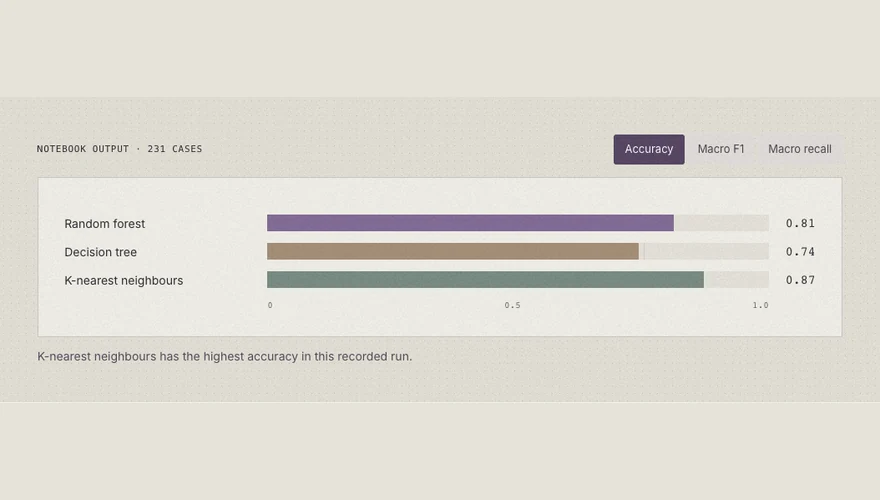 NOTEBOOK OUTPUT · 231 CASES
Accuracy Macro F1 Macro recall
Random forest 0.81
Decision tree 0.74
K-nearest neighbours 0.87
0 0.5 1.0
K-nearest neighbours has the highest accuracy in this recorded run.